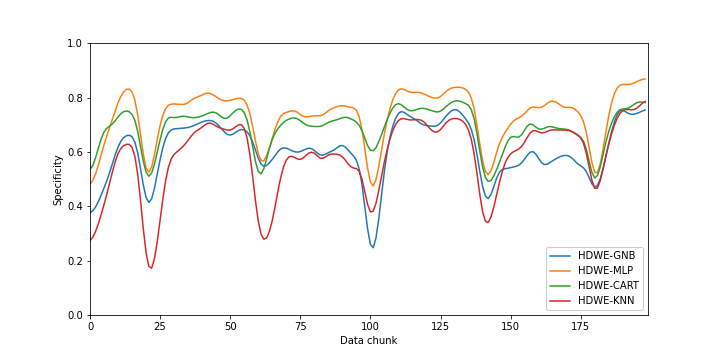 1.0
0.8
0.6
0.4
0.2
0.0
Specificity
0
25
50
75
100
125
150
175
Data chunk
HDWE-GNB
HDWE-MLP
HDWE-CART
HDWE-KNN